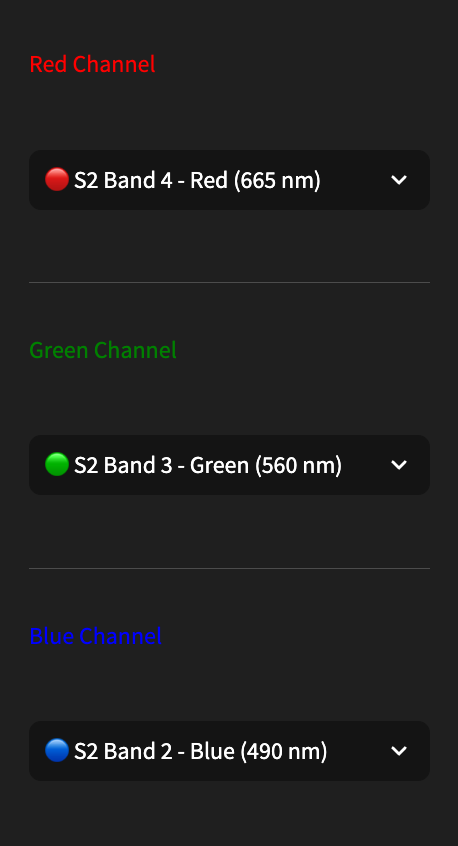 Red Channel
S2 Band 4 - Red (665 nm)
Green Channel
S2 Band 3 - Green (560 nm)
Blue Channel
S2 Band 2 - Blue (490 nm)